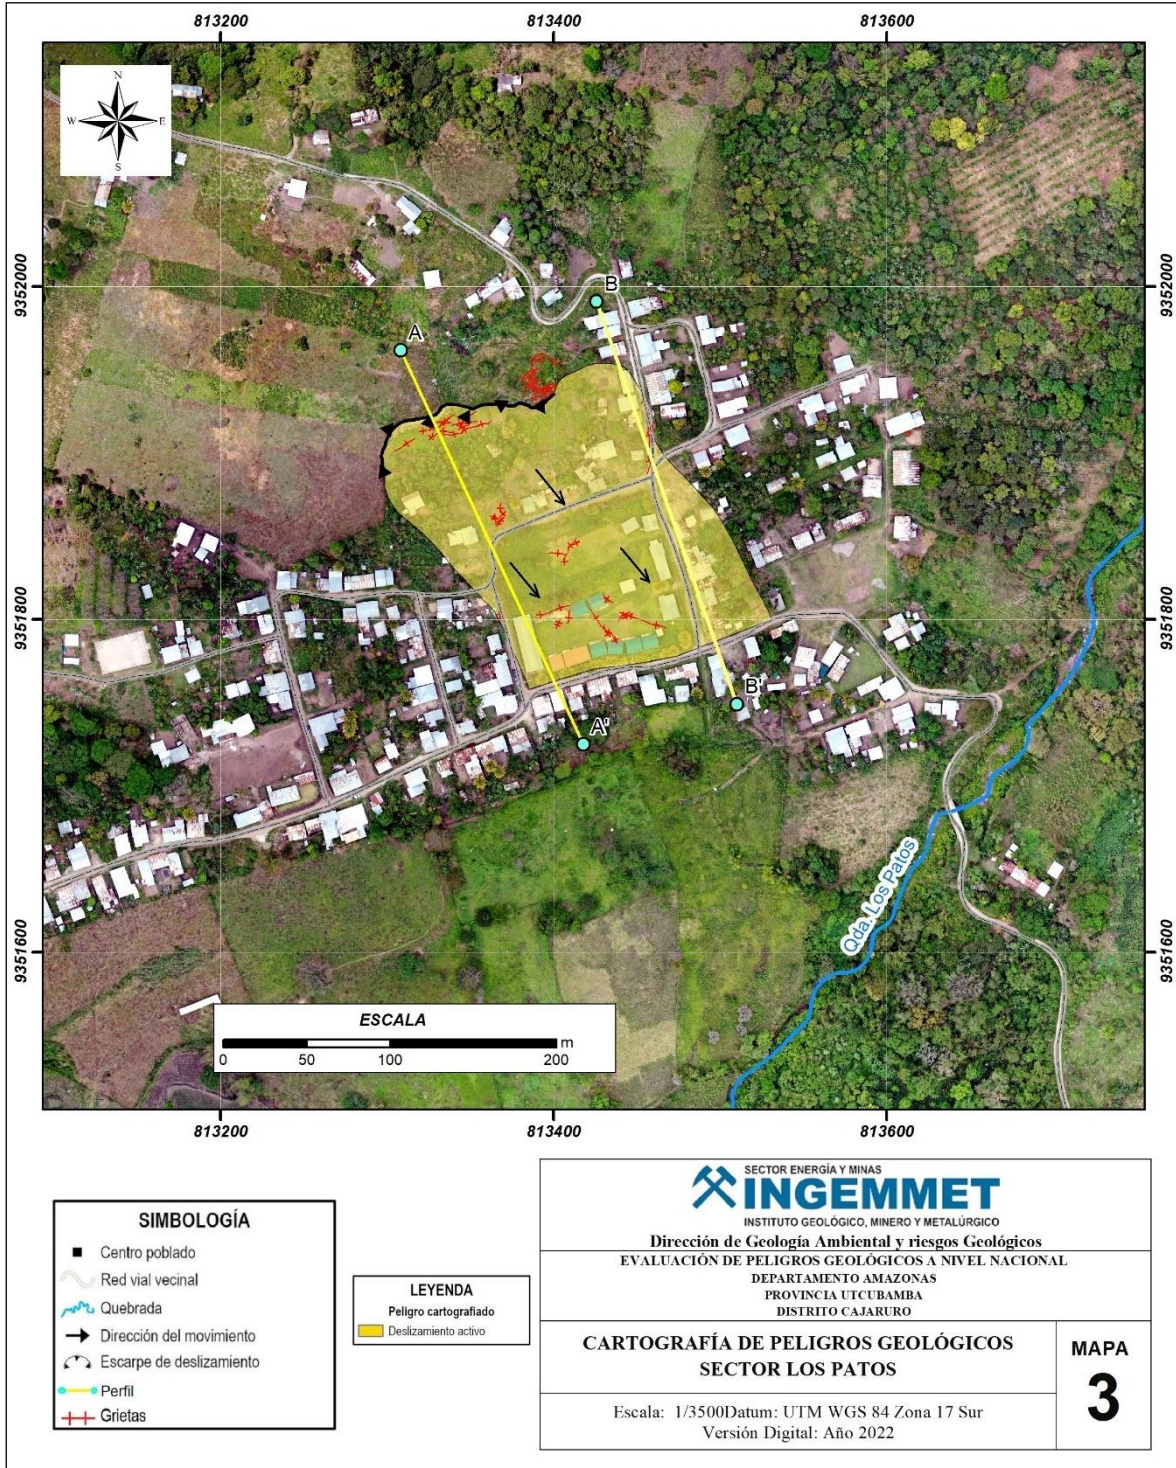 813200
813400
813600
N
W
E
S
9352000
9352000
B
A
9351800
9351800
B'
A'
Qda. Los Patos
9351600
9351600
ESCALA
m
0
50
100
200
813200
813400
813600
SIMBOLOGÍA
Centro poblado
Red vial vecinal
Quebrada
Dirección del movimiento
Escarpe de deslizamiento
Perfil
Grietas
LEYENDA
Peligro cartografiado
Deslizamiento activo
SECTOR ENERGÍA Y MINAS
INGEMMET
INSTITUTO GEOLÓGICO, MINERO Y METALÚRGICO
Dirección de Geología Ambiental y riesgos Geológicos
EVALUACIÓN DE PELIGROS GEOLÓGICOS A NIVEL NACIONAL
DEPARTAMENTO AMAZONAS
PROVINCIA UTCUBAMBA
DISTRITO CAJARURO
CARTOGRAFÍA DE PELIGROS GEOLÓGICOS
SECTOR LOS PATOS
MAPA
3
Escala: 1/3500Datum: UTM WGS 84 Zona 17 Sur
Versión Digital: Año 2022